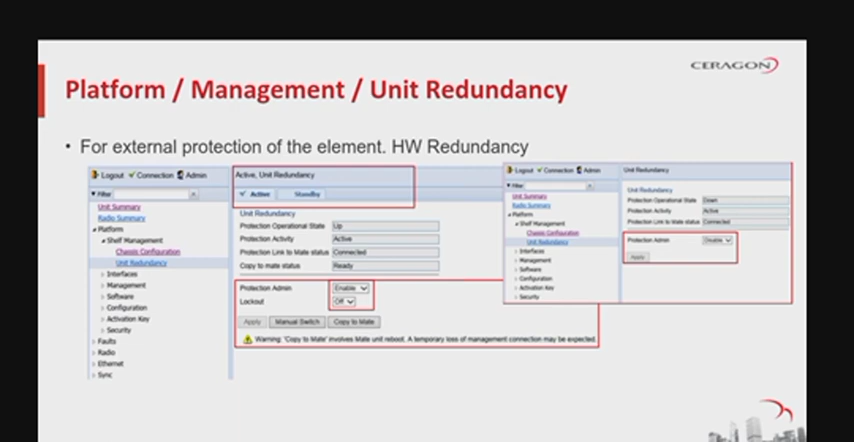 CERAGON
Platform / Management / Unit Redundancy
• For external protection of the element. HW Redundancy
Logout Connection Admin
Filter
Unit Summary
Radio Summary
Platform
Shelf Management
Chassis Configuration
Unit Redundancy
Interfaces
Management
Software
Configuration
Activation Key
Security
Faults
Radio
Ethernet
Sync
Active, Unit Redundancy
Active Standby
Unit Redundancy
Protection Operational State Up
Protection Activity Active
Protection Link to Mate status Connected
Copy to mate status Ready
Protection Admin Enable
Lockout Off
Apply Manual Switch Copy to Mate
Warning: 'Copy to Mate' involves Mate unit reboot. A temporary loss of management connection may be expected.
Logout Connection Admin
Filter
Unit Summary
Radio Summary
Platform
Shelf Management
Chassis Configuration
Unit Redundancy
Interfaces
Management
Software
Configuration
Activation Key
Security
Unit Redundancy
Unit Redundancy
Protection Operational State Down
Protection Activity Active
Protection Link to Mate status Connected
Protection Admin Disable
Apply